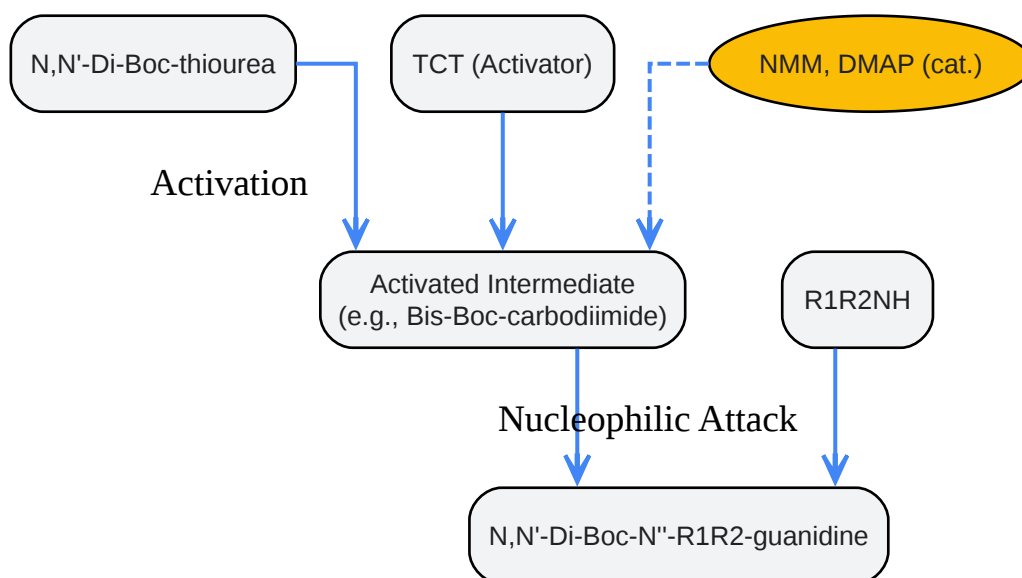 N,N'-Di-Boc-thiourea
TCT (Activator)
NMM, DMAP (cat.)
Activation
Activated Intermediate
(e.g., Bis-Boc-carbodiimide)
R1R2NH
Nucleophilic Attack
N,N'-Di-Boc-N''-R1R2-guanidine